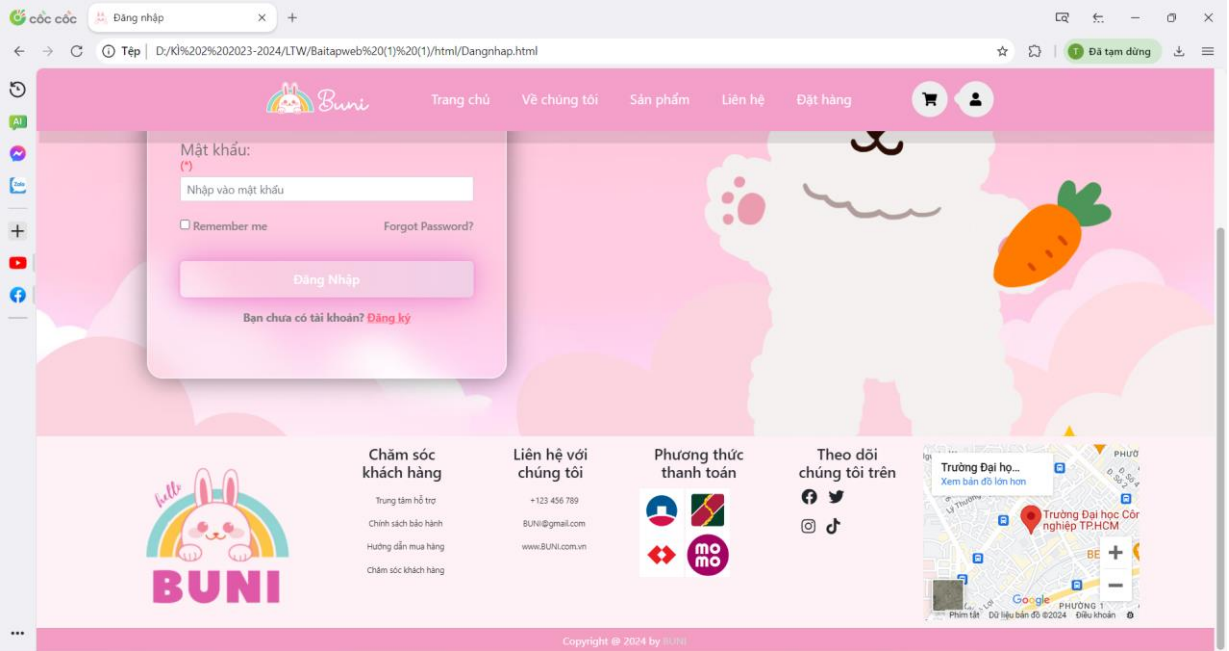 cốc cốc
Đăng nhập
Tệp
D:/KÌ%202%202023-2024/LTW/Baitapweb%20(1)%20(1)/html/Dangnhap.html
T Đã tạm dừng
AI
Zalo
Buni
Trang chủ Về chúng tôi Sản phẩm Liên hệ Đặt hàng
Mật khẩu:
(*)
Nhập vào mật khẩu
Remember me Forgot Password?
Đăng Nhập
Bạn chưa có tài khoản? Đăng ký
hello
BUNI
Chăm sóc
khách hàng
Trung tâm hỗ trợ
Chính sách bảo hành
Hướng dẫn mua hàng
Chăm sóc khách hàng
Liên hệ với
chúng tôi
+123 456 789
BUNI@gmail.com
www.BUNI.com.vn
Phương thức
thanh toán
mo
mo
Theo dõi
chúng tôi trên
Trường Đại họ...
Xem bản đồ lớn hơn
Lý Thường
Trường Đại học Côn
nghiệp TP.HCM
PHƯỜ
BE
Google
PHƯỜNG 1
Phím tắt Dữ liệu bản đồ ©2024 Điều khoản
Copyright @ 2024 by BUNI